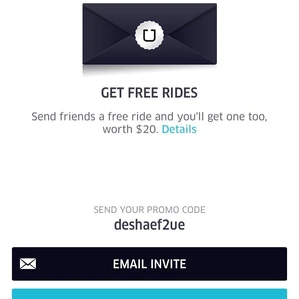 GET FREE RIDES
Send friends a free ride and you'll get one too,
worth $20. Details
SEND YOUR PROMO CODE
deshaef2ue
EMAIL INVITE